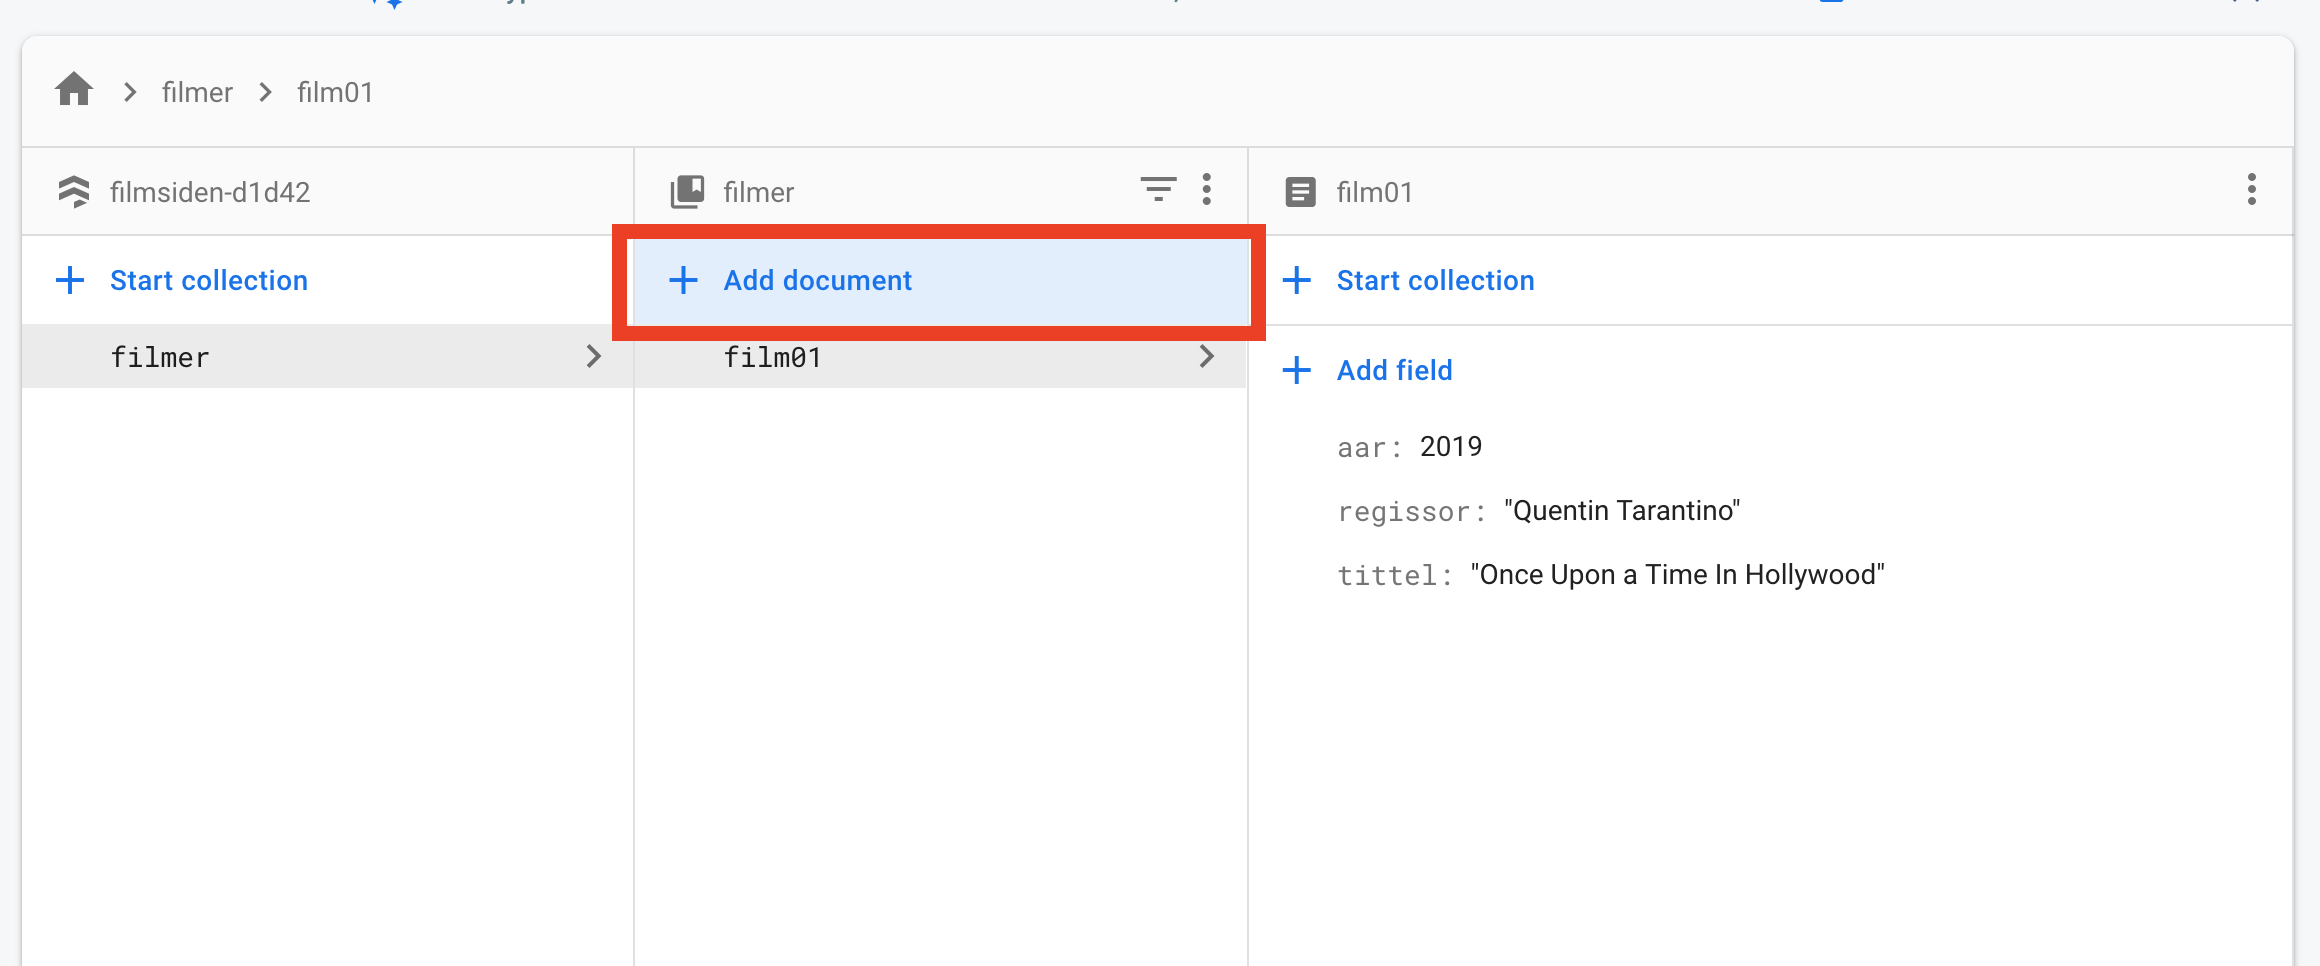 filmer
film01
filmsiden-d1d42
filmer
film01
Start collection
Add document
Start collection
filmer
film01
Add field
aar: 2019
regissor: "Quentin Tarantino"
tittel: "Once Upon a Time In Hollywood"